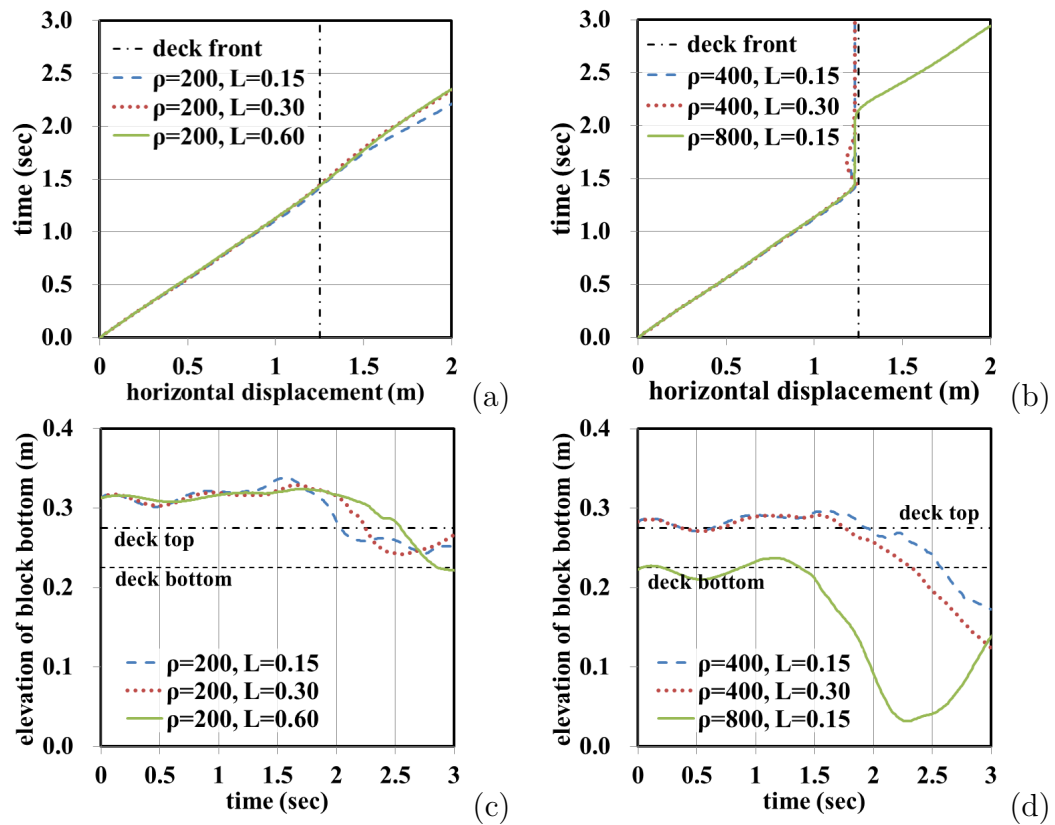 3.0
2.5
2.0
1.5
1.0
0.5
0.0
time (sec)
deck front
ρ=200, L=0.15
ρ=200, L=0.30
ρ=200, L=0.60
0 0.5 1 1.5 2
horizontal displacement (m)
(a)
3.0
2.5
2.0
1.5
1.0
0.5
0.0
time (sec)
deck front
ρ=400, L=0.15
ρ=400, L=0.30
ρ=800, L=0.15
0 0.5 1 1.5 2
horizontal displacement (m)
(b)
0.4
0.3
0.2
0.1
0.0
elevation of block bottom (m)
deck top
deck bottom
ρ=200, L=0.15
ρ=200, L=0.30
ρ=200, L=0.60
0 0.5 1 1.5 2 2.5 3
time (sec)
(c)
0.4
0.3
0.2
0.1
0.0
elevation of block bottom (m)
deck top
deck bottom
ρ=400, L=0.15
ρ=400, L=0.30
ρ=800, L=0.15
0 0.5 1 1.5 2 2.5 3
time (sec)
(d)